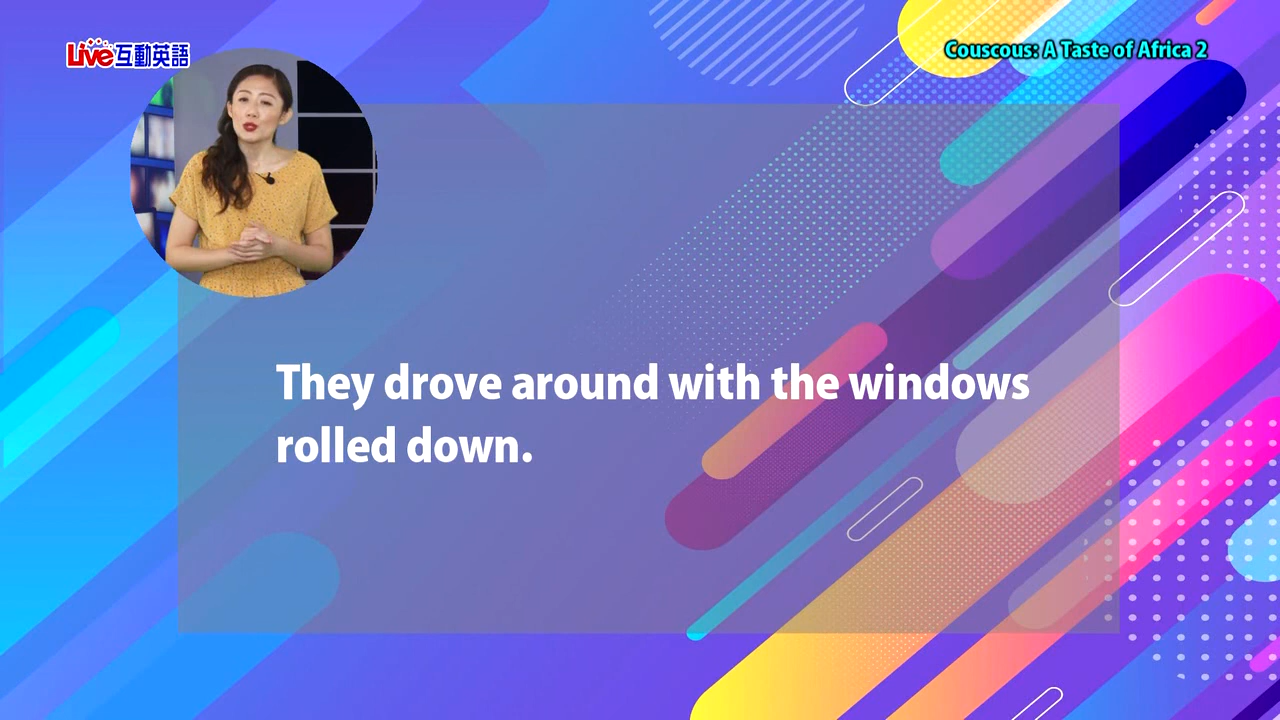 Live互動英語
Couscous: A Taste of Africa 2
They drove around with the windows
rolled down.